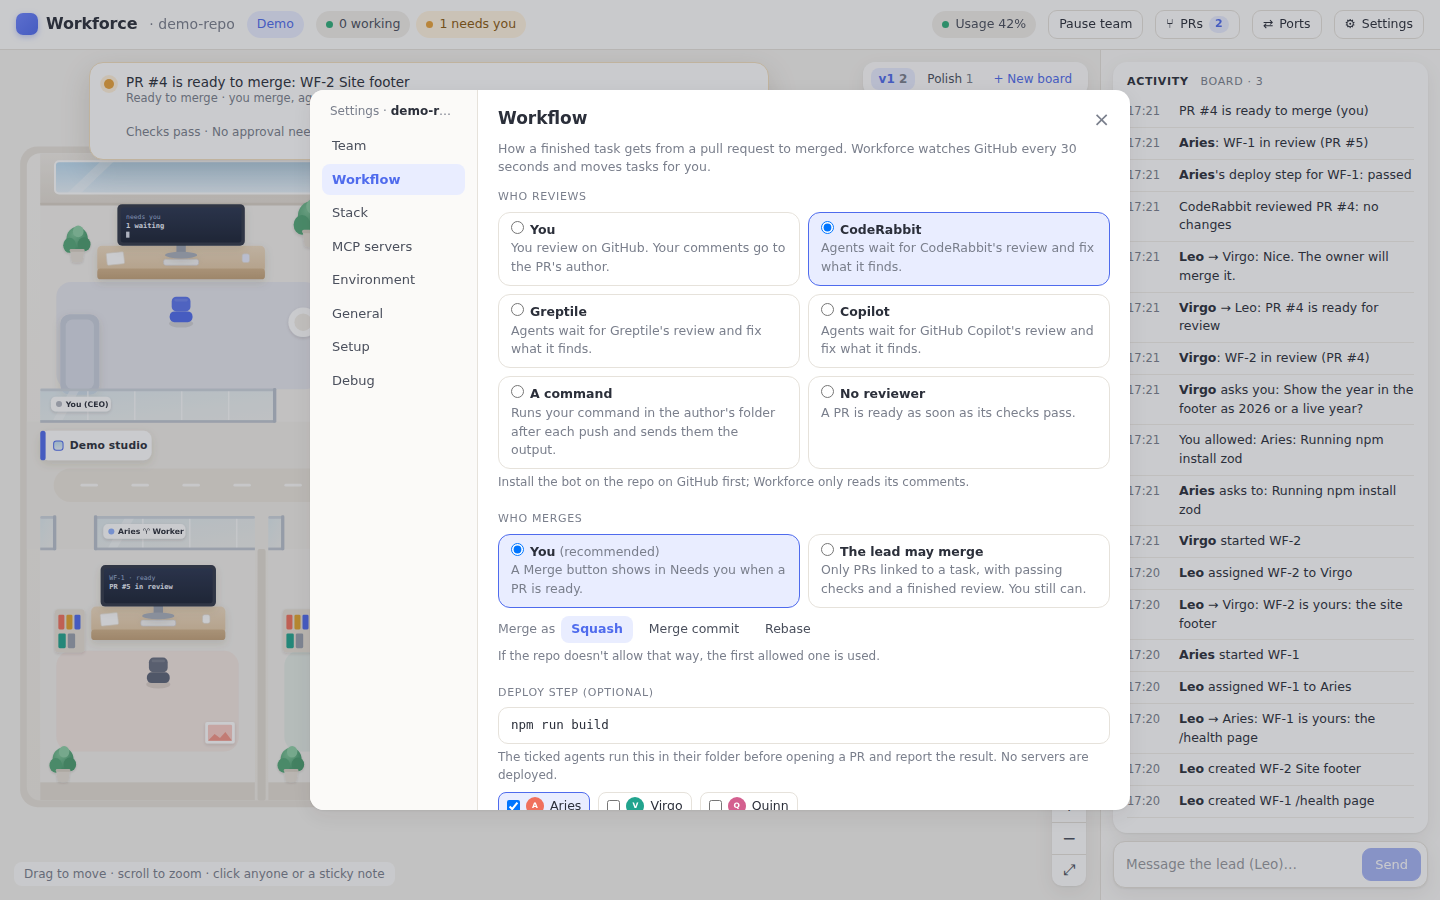 Workforce · demo-repo Demo 0 working 1 needs you Usage 42% Pause team PRs 2 Ports Settings
PR #4 is ready to merge: WF-2 Site footer
Ready to merge · you merge, ag
Checks pass · No approval nee
v1 2 Polish 1 + New board
needs you
1 waiting
You (CEO)
Demo studio
Aries Worker
WF-1 · ready
PR #5 in review
Drag to move · scroll to zoom · click anyone or a sticky note
Settings · demo-r...
Team
Workflow
Stack
MCP servers
Environment
General
Setup
Debug
Workflow
How a finished task gets from a pull request to merged. Workforce watches GitHub every 30
seconds and moves tasks for you.
WHO REVIEWS
You
You review on GitHub. Your comments go to
the PR's author.
CodeRabbit
Agents wait for CodeRabbit's review and fix
what it finds.
Greptile
Agents wait for Greptile's review and fix
what it finds.
Copilot
Agents wait for GitHub Copilot's review and
fix what it finds.
A command
Runs your command in the author's folder
after each push and sends them the
output.
No reviewer
A PR is ready as soon as its checks pass.
Install the bot on the repo on GitHub first; Workforce only reads its comments.
WHO MERGES
You (recommended)
A Merge button shows in Needs you when a
PR is ready.
The lead may merge
Only PRs linked to a task, with passing
checks and a finished review. You still can.
Merge as Squash Merge commit Rebase
If the repo doesn't allow that way, the first allowed one is used.
DEPLOY STEP (OPTIONAL)
npm run build
The ticked agents run this in their folder before opening a PR and report the result. No servers are
deployed.
A Aries V Virgo Q Quinn
ACTIVITY BOARD · 3
17:21 PR #4 is ready to merge (you)
17:21 Aries: WF-1 in review (PR #5)
17:21 Aries's deploy step for WF-1: passed
17:21 CodeRabbit reviewed PR #4: no
changes
17:21 Leo → Virgo: Nice. The owner will
merge it.
17:21 Virgo → Leo: PR #4 is ready for
review
17:21 Virgo: WF-2 in review (PR #4)
17:21 Virgo asks you: Show the year in the
footer as 2026 or a live year?
17:21 You allowed: Aries: Running npm
install zod
17:21 Aries asks to: Running npm install
zod
17:21 Virgo started WF-2
17:20 Leo assigned WF-2 to Virgo
17:20 Leo → Virgo: WF-2 is yours: the site
footer
17:20 Aries started WF-1
17:20 Leo assigned WF-1 to Aries
17:20 Leo → Aries: WF-1 is yours: the
/health page
17:20 Leo created WF-2 Site footer
17:20 Leo created WF-1 /health page
Message the lead (Leo)... Send